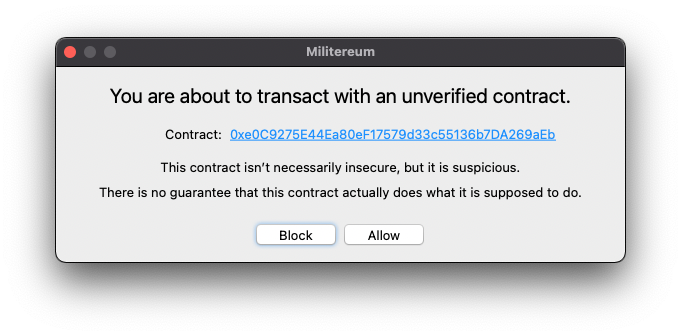 Militereum
You are about to transact with an unverified contract.
Contract: 0xe0C9275E44Ea80eF17579d33c55136b7DA269aEb
This contract isn’t necessarily insecure, but it is suspicious.
There is no guarantee that this contract actually does what it is supposed to do.
Block Allow